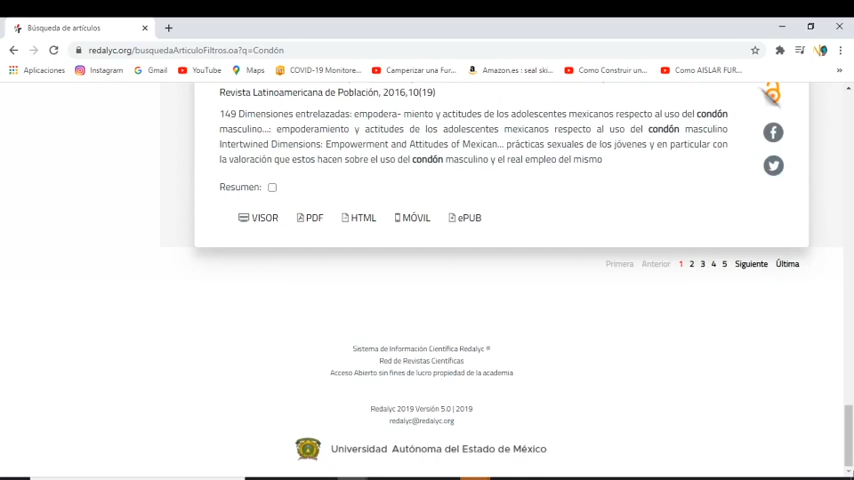 Búsqueda de artículos
redalyc.org/busquedaArticuloFiltros.oa?q=Condón
Aplicaciones Instagram Gmail YouTube Maps COVID-19 Monitore... Camperizar una Fur... Amazon.es : seal ski... Como Construir un... Como AISLAR FUR...
Revista Latinoamericana de Población, 2016,10(19)
149 Dimensiones entrelazadas: empodera- miento y actitudes de los adolescentes mexicanos respecto al uso del condón
masculino...: empoderamiento y actitudes de los adolescentes mexicanos respecto al uso del condón masculino
Intertwined Dimensions: Empowerment and Attitudes of Mexican... prácticas sexuales de los jóvenes y en particular con
la valoración que estos hacen sobre el uso del condón masculino y el real empleo del mismo
Resumen:
VISOR PDF HTML MÓVIL ePUB
Primera Anterior 1 2 3 4 5 Siguiente Última
Sistema de Información Científica Redalyc ®
Red de Revistas Científicas
Acceso Abierto sin fines de lucro propiedad de la academia
Redalyc 2019 Versión 5.0 | 2019
redalyc@redalyc.org
Universidad Autónoma del Estado de México